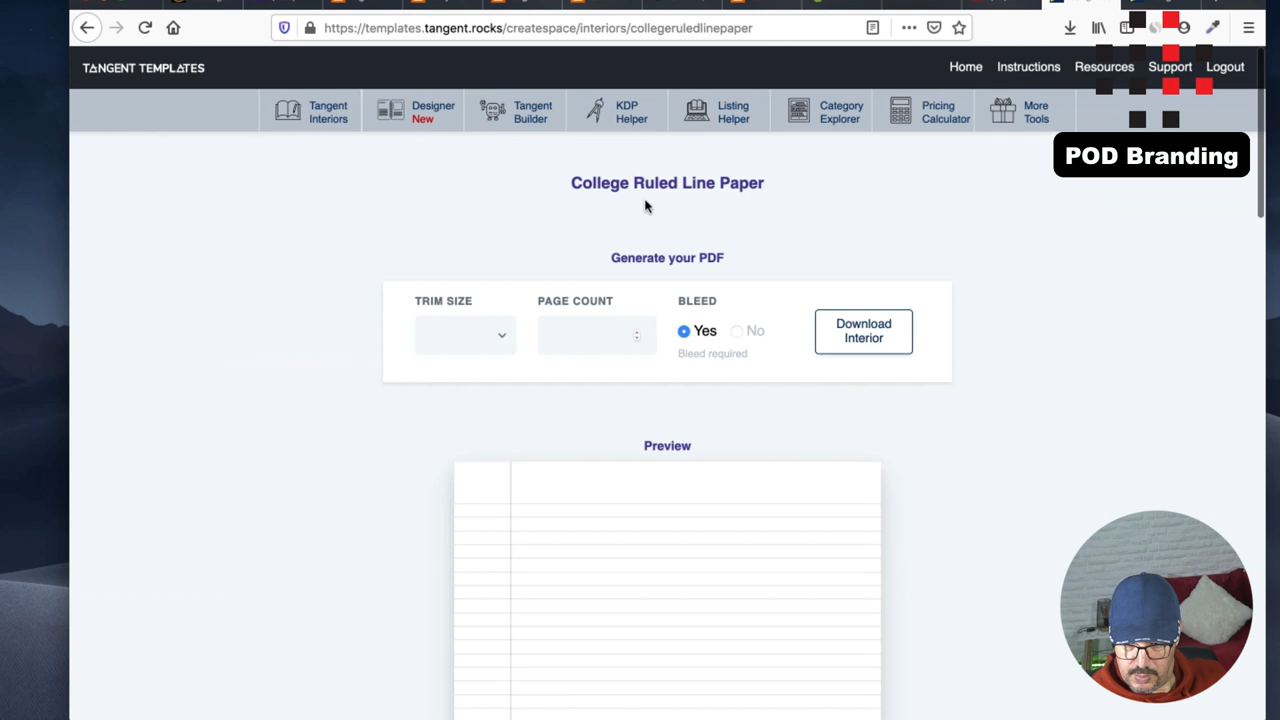 https://templates.tangent.rocks/createspace/interiors/collegeruledlinepaper
TANGENT TEMPLATES
Home Instructions Resources Support Logout
Tangent Interiors
Designer New
Tangent Builder
KDP Helper
Listing Helper
Category Explorer
Pricing Calculator
More Tools
POD Branding
College Ruled Line Paper
Generate your PDF
TRIM SIZE PAGE COUNT BLEED
Yes No
Bleed required
Download
Interior
Preview